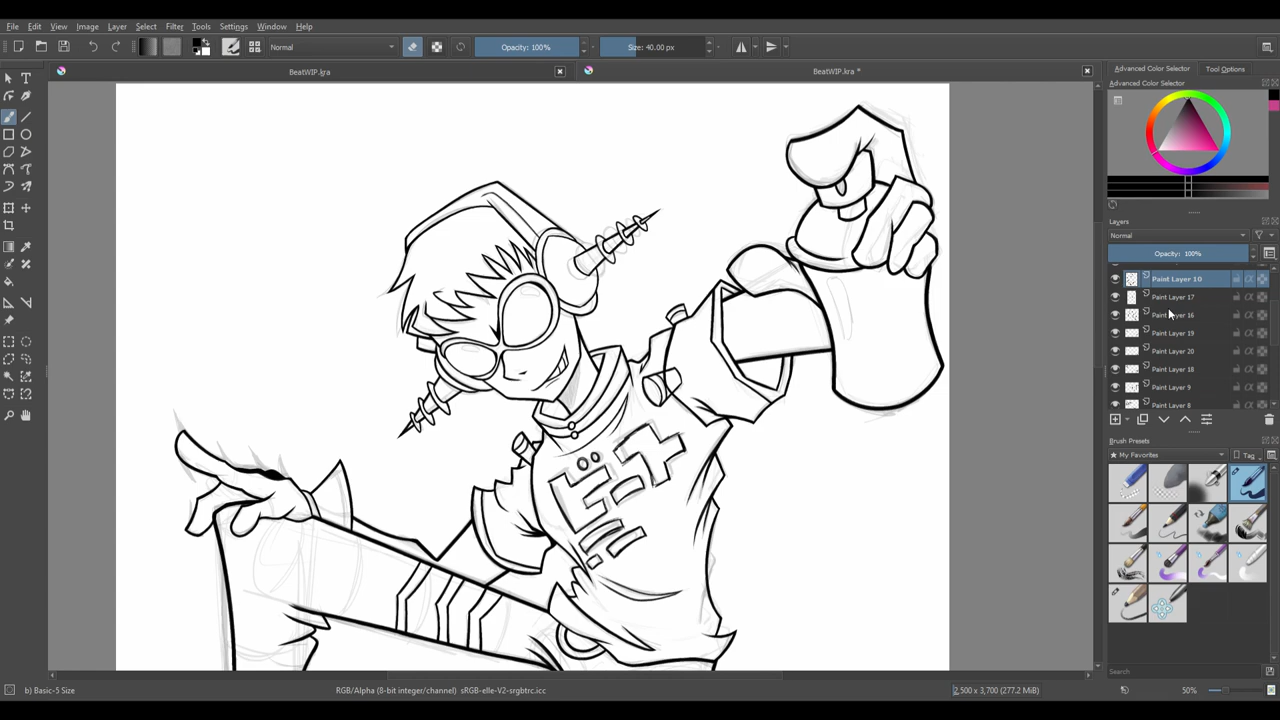 File Edit View Image Layer Select Filter Tools Settings Window Help
Normal Opacity: 100% Size: 40.00 px
BeatWIP.kra BeatWIP.kra *
Advanced Color Selector Tool Options
Advanced Color Selector
Layers
Normal
Opacity: 100%
Paint Layer 10
Paint Layer 17
Paint Layer 16
Paint Layer 19
Paint Layer 20
Paint Layer 18
Paint Layer 9
Paint Layer 8
Brush Presets
My Favorites Tag
Search
b) Basic-5 Size RGB/Alpha (8-bit integer/channel) sRGB-elle-V2-srgbtrc.icc 2,500 x 3,700 (277.2 MiB) 50%